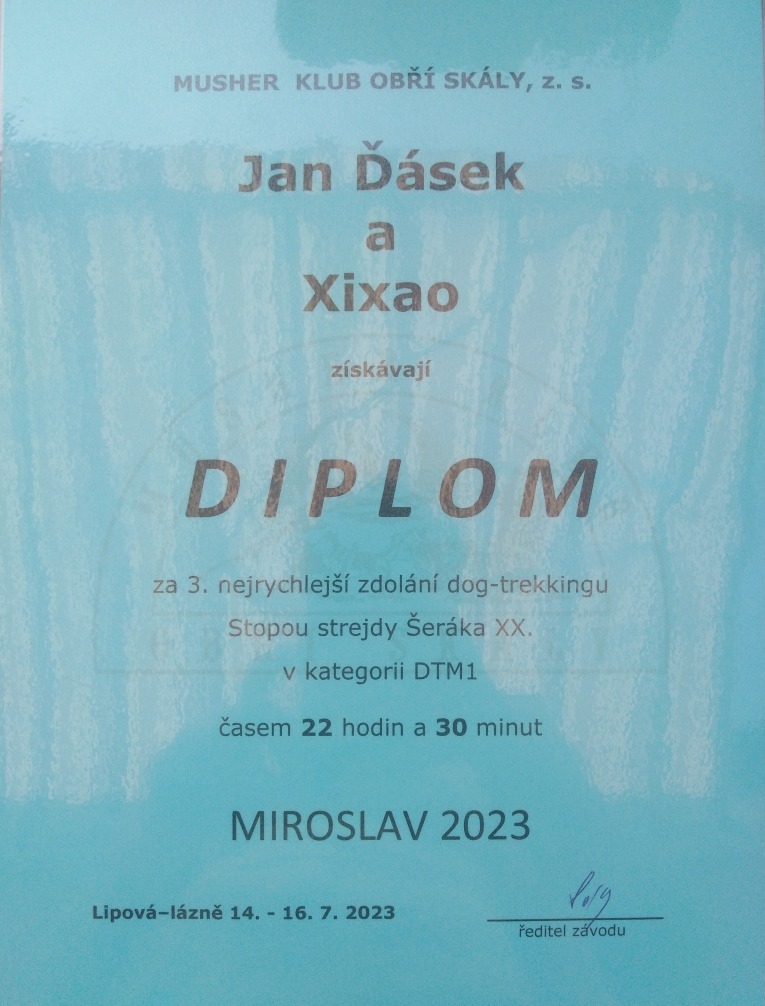 MUSHER KLUB OBŘÍ SKÁLY, z. s.
Jan Ďásek
a
Xixao
získávají
DIPLOM
za 3. nejrychlejší zdolání dog-trekkingu
Stopou strejdy Šeráka XX.
v kategorii DTM1
časem 22 hodin a 30 minut
MIROSLAV 2023
Lipová–lázně 14. - 16. 7. 2023
ředitel závodu